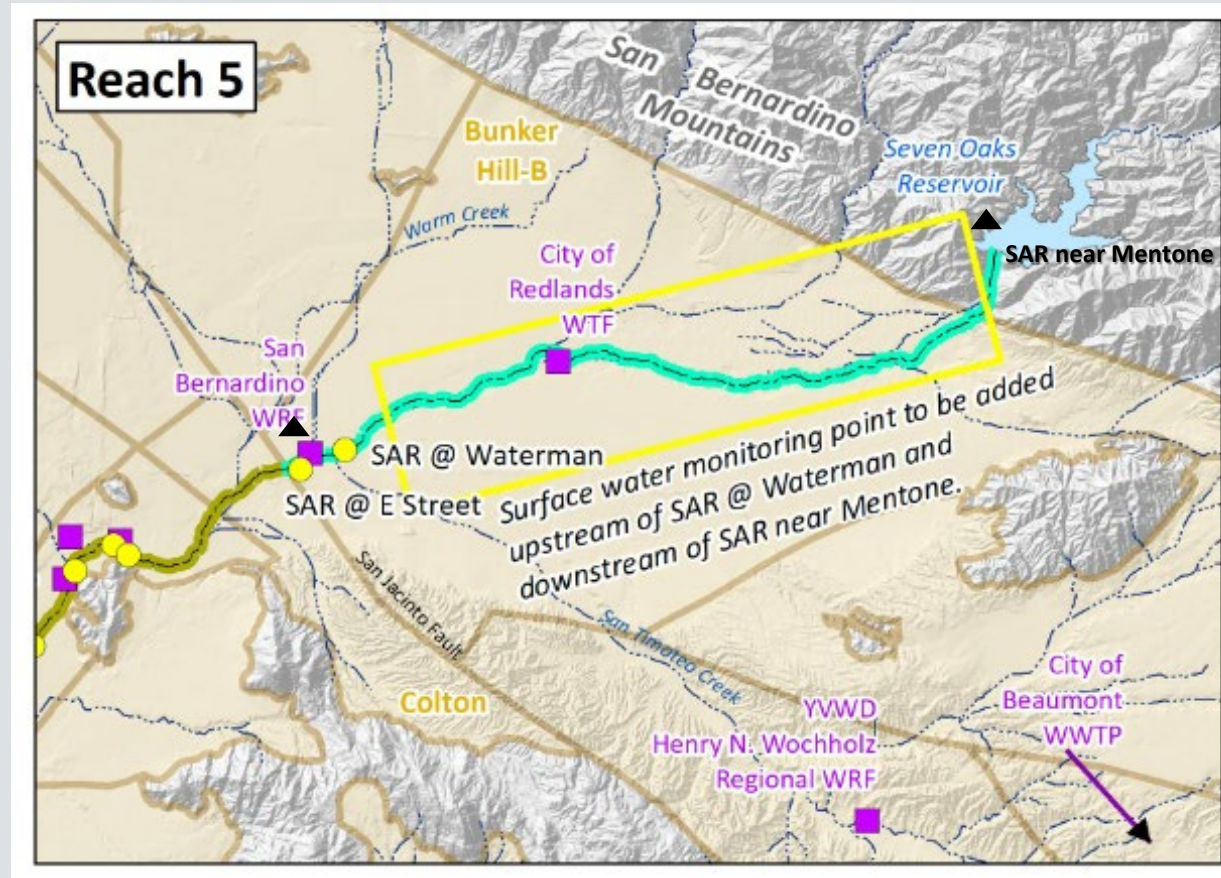 Reach 5
San Bernardino
Mountains
Bunker
Hill-B
Seven Oaks
Reservoir
Warm Creek
SAR near Mentone
City of
Redlands
WTF
San
Bernardino
WRF
SAR @ Waterman
SAR @ E Street
Surface water monitoring point to be added
upstream of SAR @ Waterman and
downstream of SAR near Mentone.
San Jacinto Fault
San Timoteo Creek
Colton
YVWD
Henry N. Wochholz
Regional WRF
City of
Beaumont
WWTP